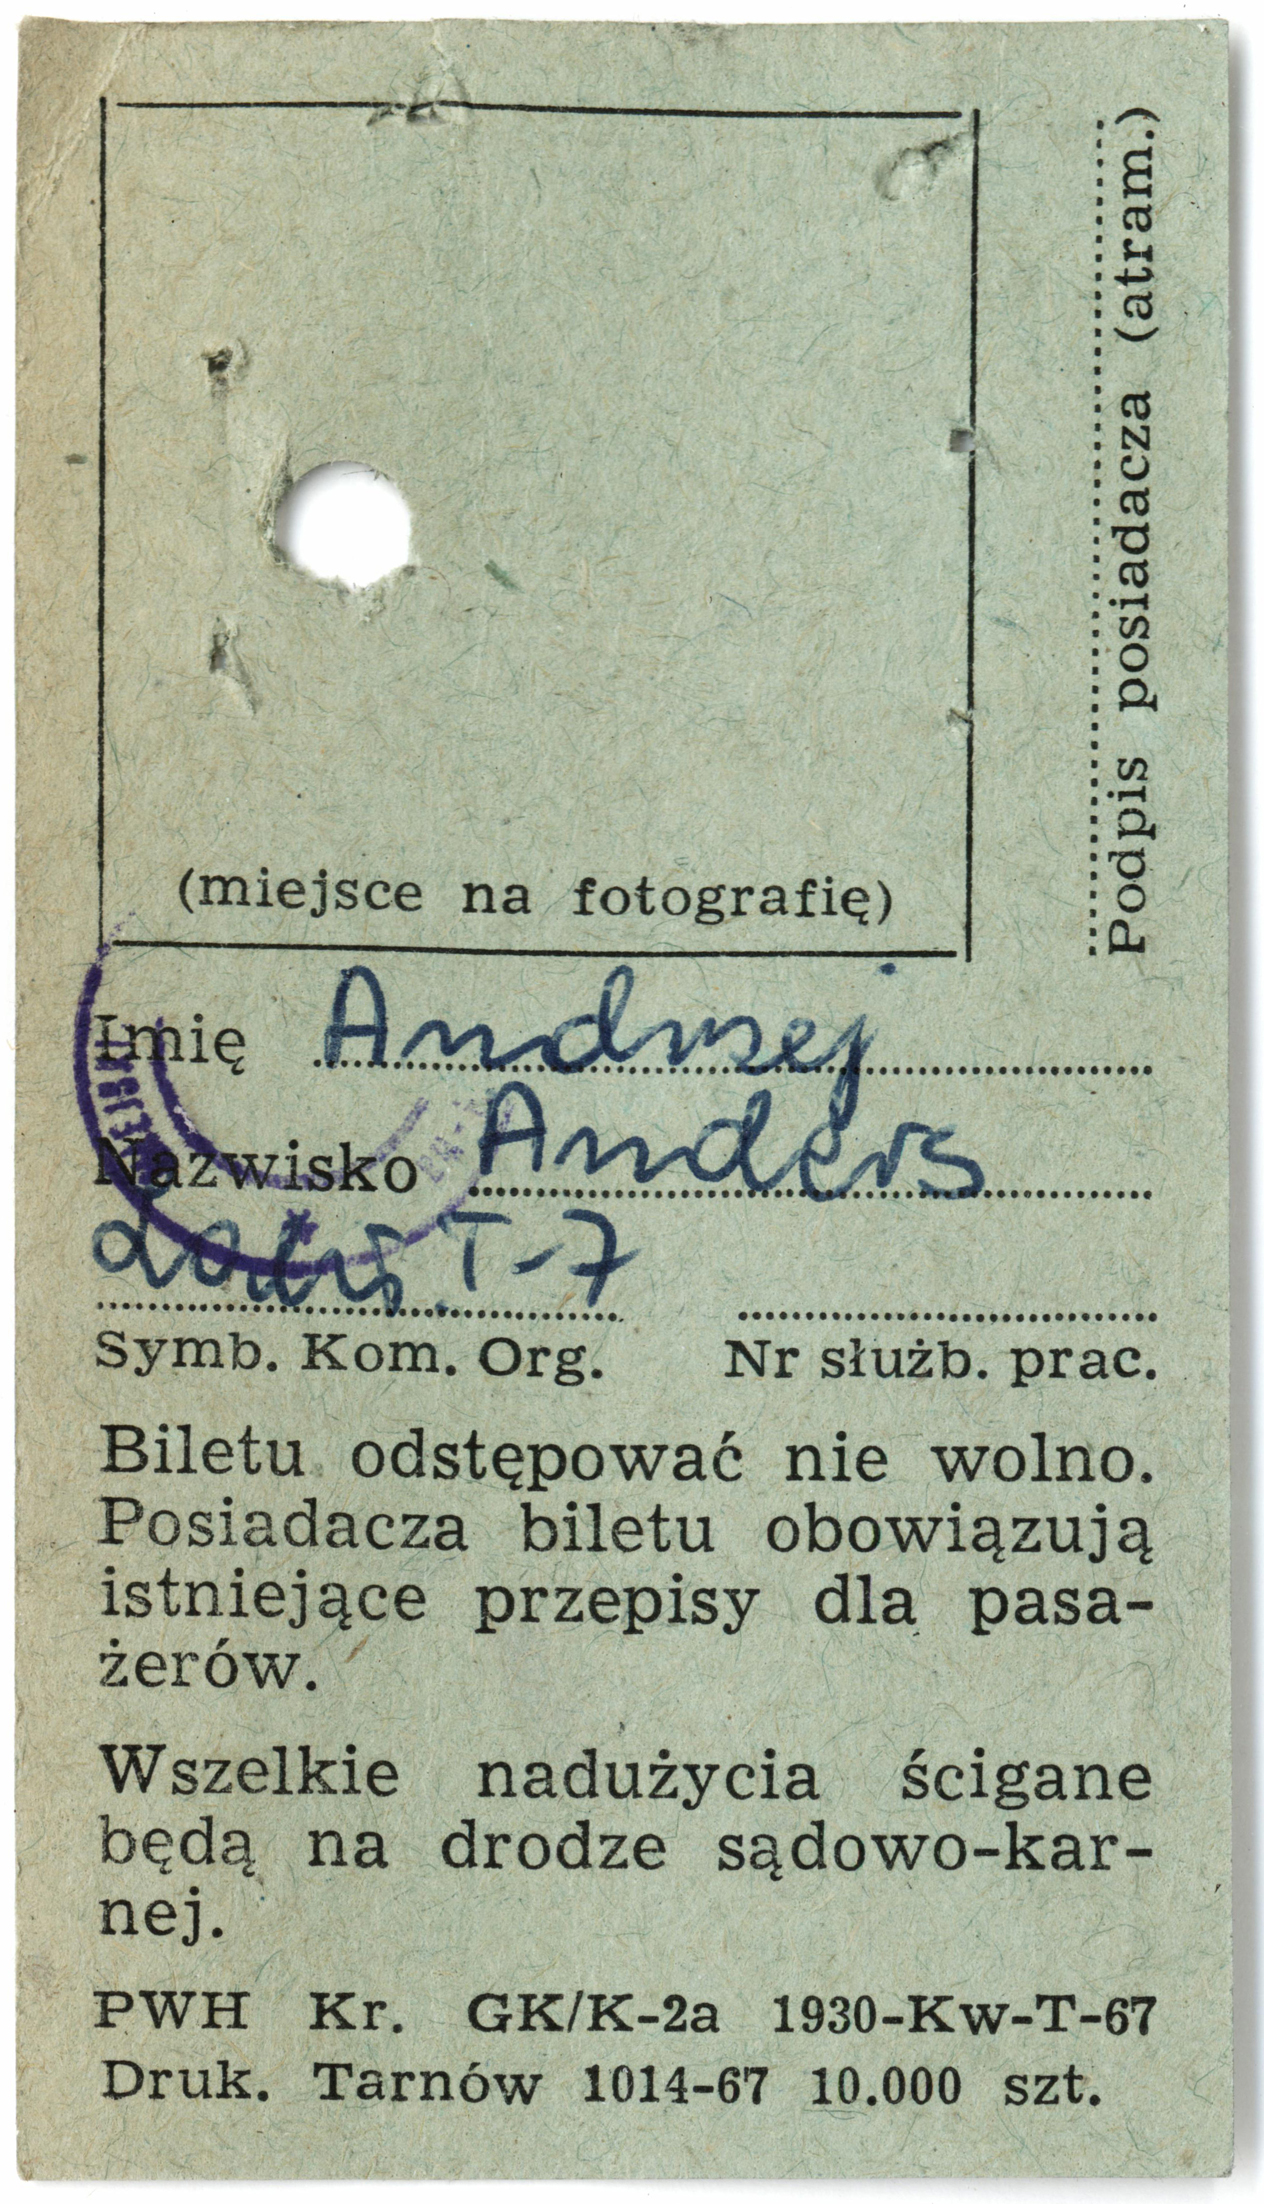 (miejsce na fotografię)
Podpis posiadacza (atram.)
Imię Andrzej
Nazwisko Anders
T-7
Symb. Kom. Org. Nr służb. prac.
Biletu odstępować nie wolno.
Posiadacza biletu obowiązują
istniejące przepisy dla pasa-
żerów.
Wszelkie nadużycia ścigane
będą na drodze sądowo-kar-
nej.
PWH Kr. GK/K-2a 1930-Kw-T-67
Druk. Tarnów 1014-67 10.000 szt.